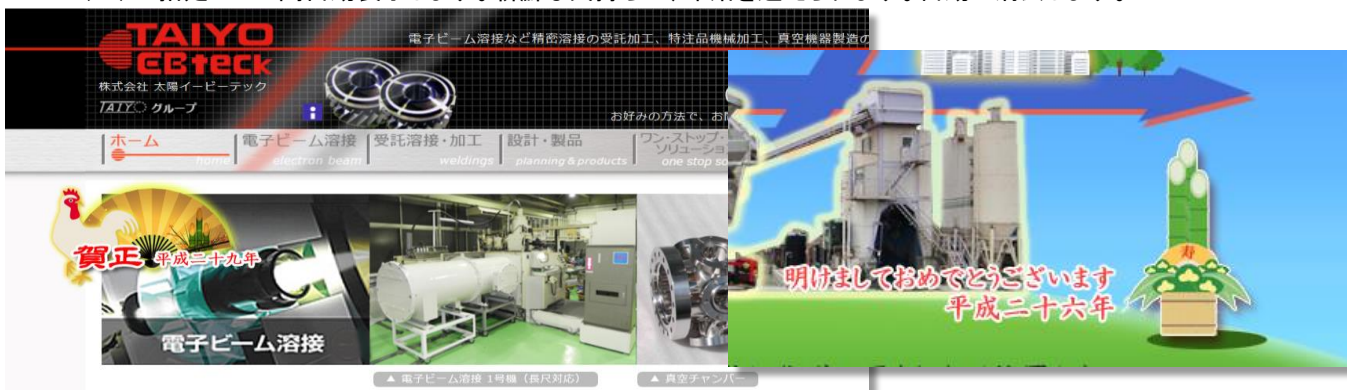 TAIYO
EBteck
株式会社 太陽イービーテック
TAIYO グループ
電子ビーム溶接など精密溶接の受託加工、特注品機械加工、真空機器製造の
お好みの方法で、お
ホーム
home
電子ビーム溶接
electron beam
受託溶接・加工
weldings
設計・製品
planning & products
ワン・ストップ・
ソリューショ
one stop so
賀正 平成二十九年
電子ビーム溶接
▲ 電子ビーム溶接 1号機（長尺対応）
▲ 真空チャンバー
寿
明けましておめでとうございます
平成二十六年